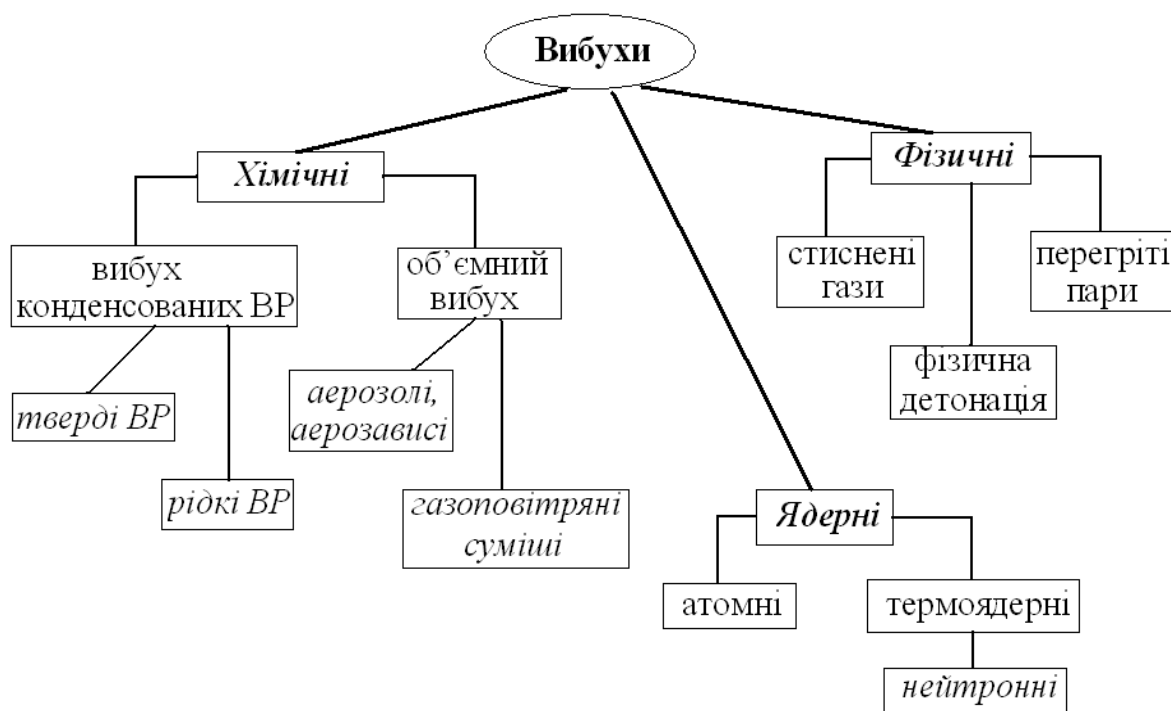 Вибухи
Хімічні
Фізичні
вибух
конденсованих ВР
об’ємний
вибух
стиснені
гази
перегріті
пари
фізична
детонація
тверді ВР
аерозолі,
аерозависі
рідкі ВР
газоповітряні
суміші
Ядерні
атомні
термоядерні
нейтронні